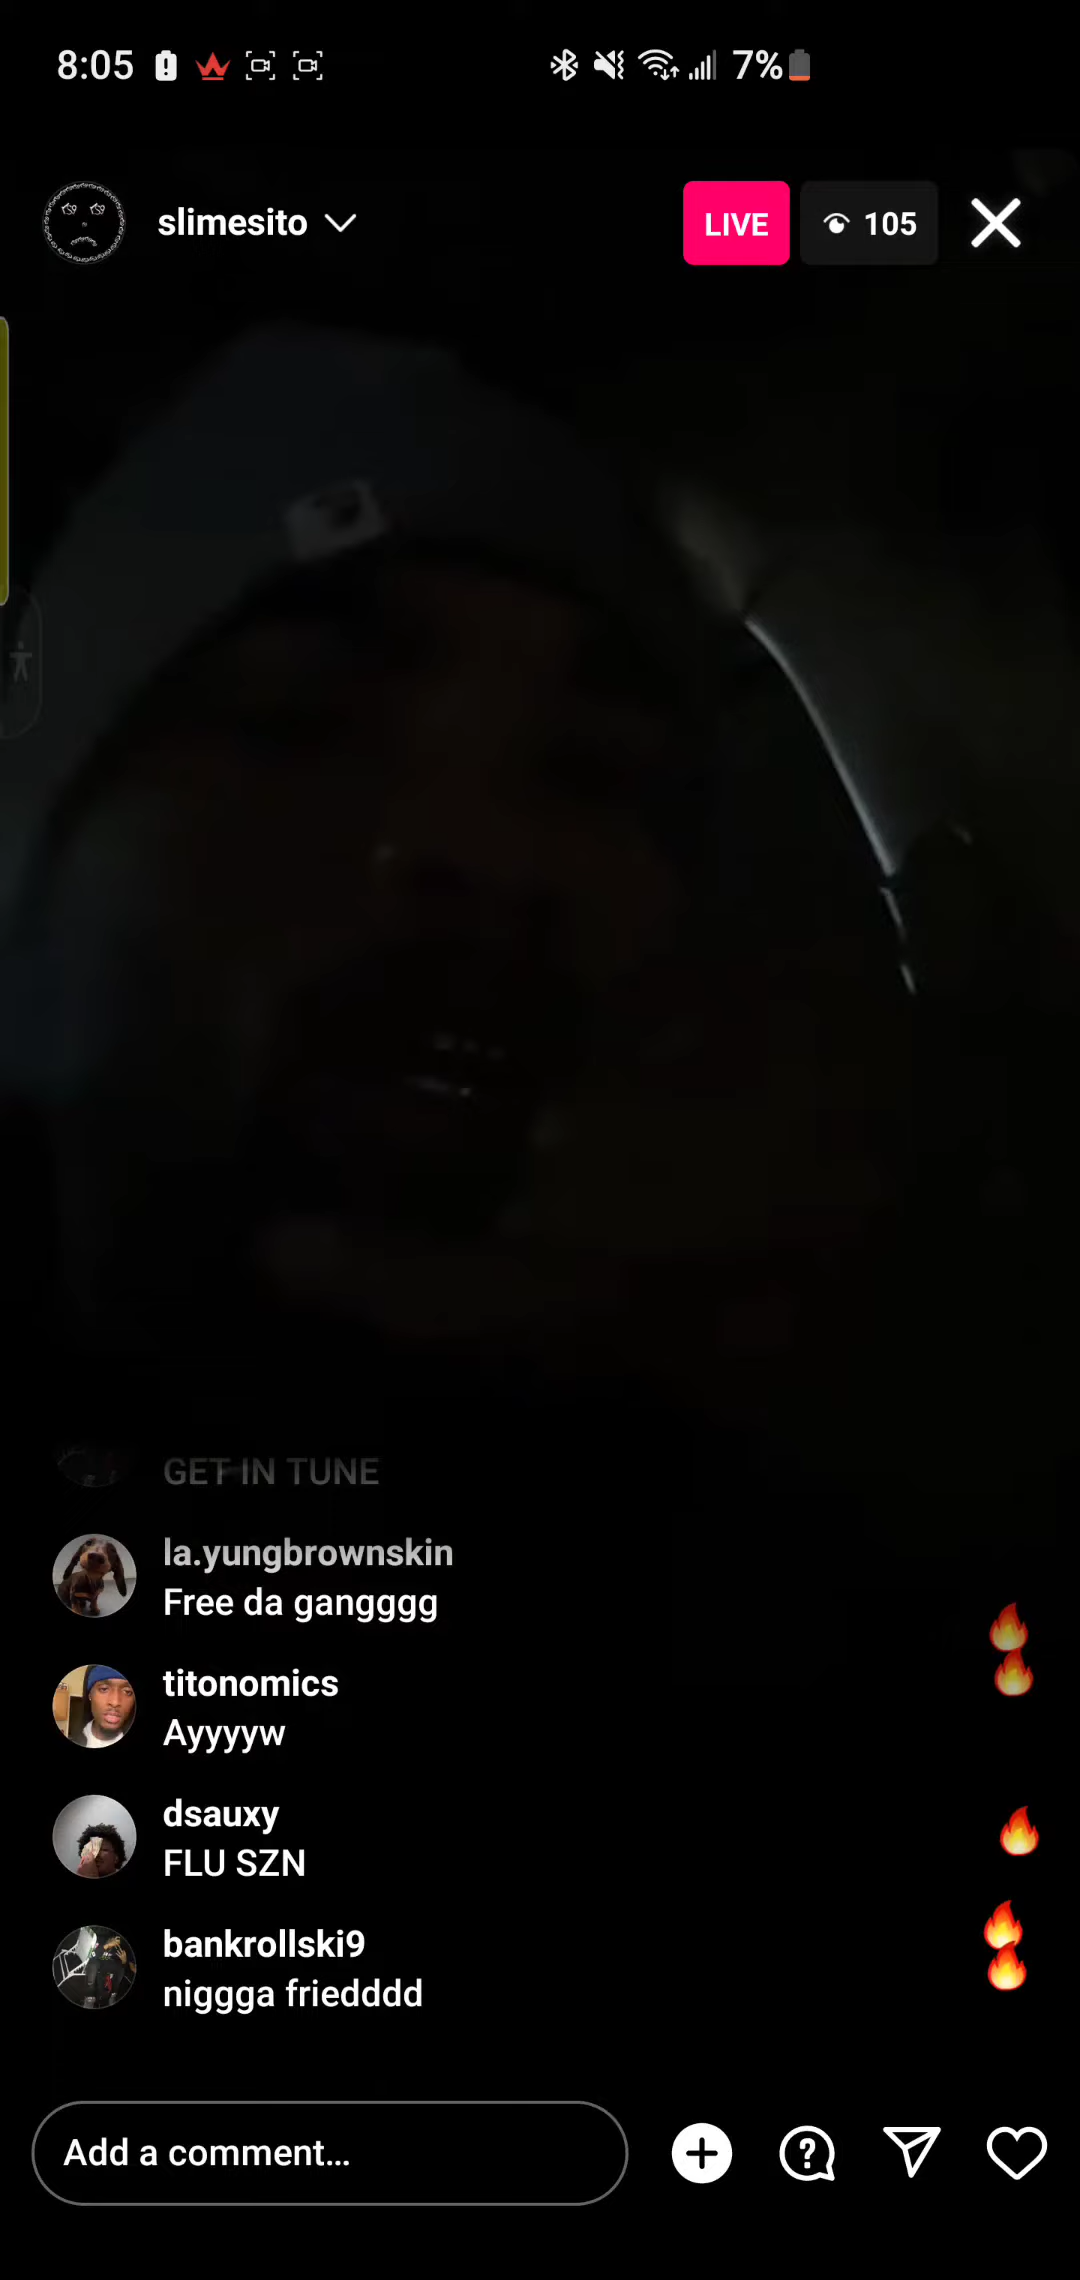 8:05 7%
slimesito
LIVE 105
GET IN TUNE
la.yungbrownskin
Free da gangggg
titonomics
Ayyyyw
dsauxy
FLU SZN
bankrollski9
niggga friedddd
Add a comment...